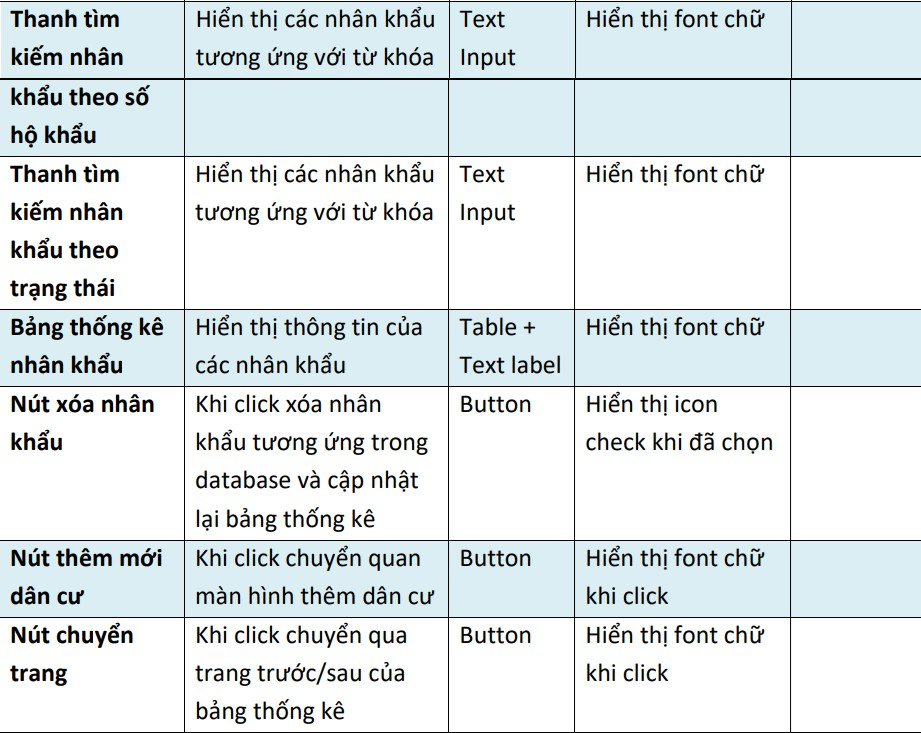 Thanh tìm
kiếm nhân
Hiển thị các nhân khẩu
tương ứng với từ khóa
Text
Input
Hiển thị font chữ
khẩu theo số
hộ khẩu
Thanh tìm
kiếm nhân
khẩu theo
trạng thái
Hiển thị các nhân khẩu
tương ứng với từ khóa
Text
Input
Hiển thị font chữ
Bảng thống kê
nhân khẩu
Hiển thị thông tin của
các nhân khẩu
Table +
Text label
Hiển thị font chữ
Nút xóa nhân
khẩu
Khi click xóa nhân
khẩu tương ứng trong
database và cập nhật
lại bảng thống kê
Button
Hiển thị icon
check khi đã chọn
Nút thêm mới
dân cư
Khi click chuyển quan
màn hình thêm dân cư
Button
Hiển thị font chữ
khi click
Nút chuyển
trang
Khi click chuyển qua
trang trước/sau của
bảng thống kê
Button
Hiển thị font chữ
khi click